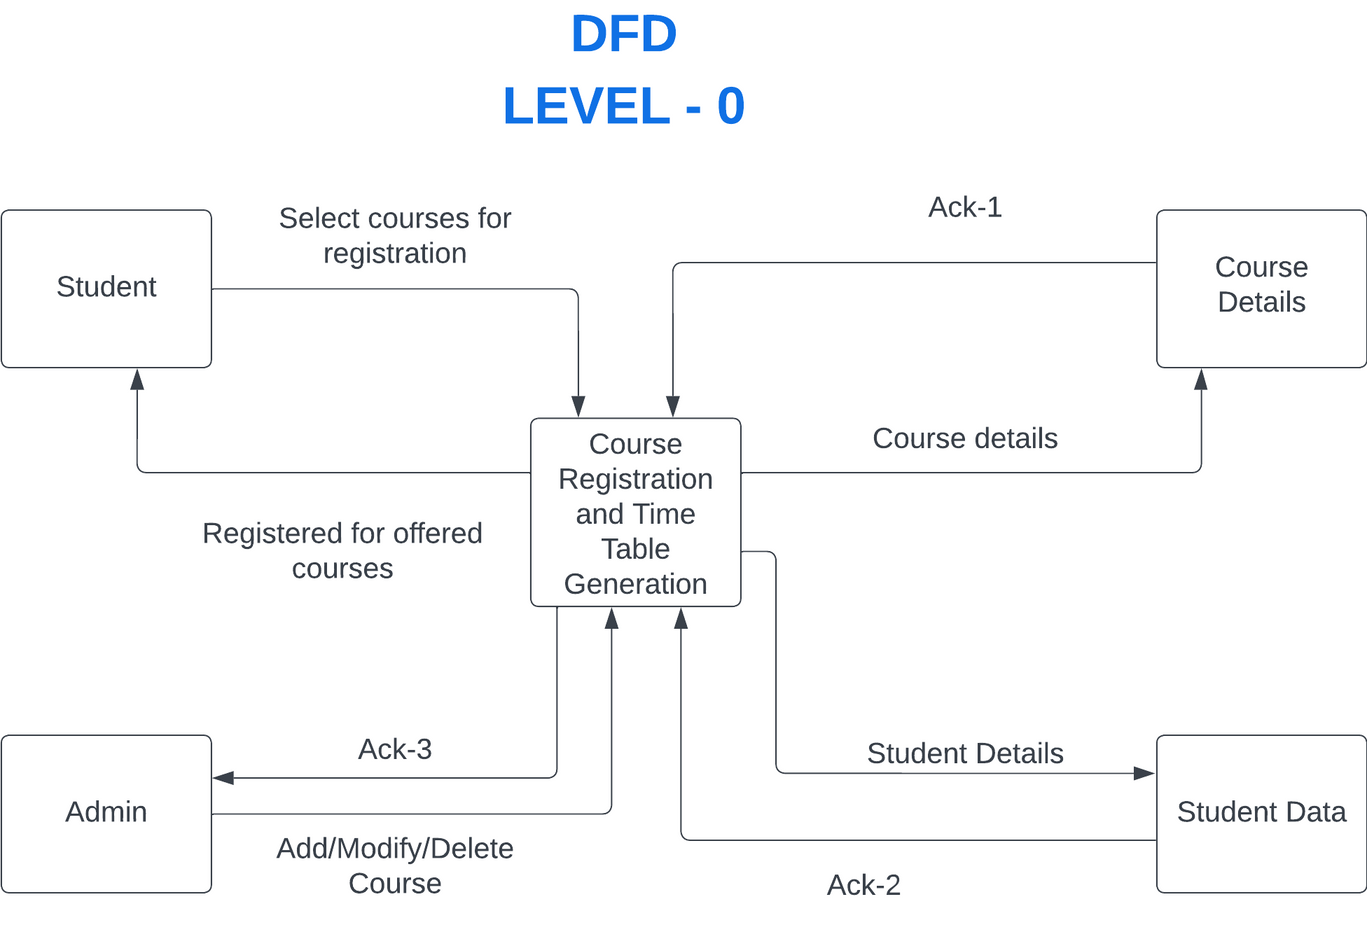 DFD
LEVEL - 0
Select courses for
registration
Ack-1
Student
Course
Details
Course details
Course
Registration
and Time
Table
Generation
Registered for offered
courses
Ack-3
Student Details
Admin
Student Data
Add/Modify/Delete
Course
Ack-2